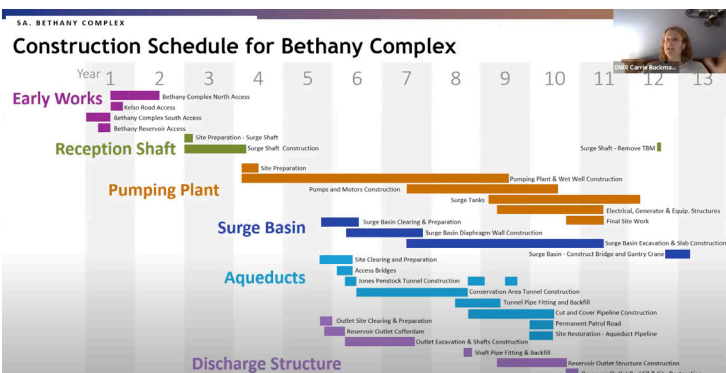 5A. BETHANY COMPLEX
Construction Schedule for Bethany Complex
DWR Carrie Buckma...
Year 1 2 3 4 5 6 7 8 9 10 11 12 13
Early Works
Bethany Complex North Access
Kelso Road Access
Bethany Complex South Access
Bethany Reservoir Access
Reception Shaft
Site Preparation - Surge Shaft
Surge Shaft Construction
Surge Shaft - Remove TBM
Pumping Plant
Site Preparation
Pumping Plant & Wet Well Construction
Pumps and Motors Construction
Surge Tanks
Electrical, Generator & Equip. Structures
Final Site Work
Surge Basin
Surge Basin Clearing & Preparation
Surge Basin Diaphragm Wall Construction
Surge Basin Excavation & Slab Construction
Surge Basin - Construct Bridge and Gantry Crane
Aqueducts
Site Clearing and Preparation
Access Bridges
Jones Penstock Tunnel Construction
Conservation Area Tunnel Construction
Tunnel Pipe Fitting and Backfill
Cut and Cover Pipeline Construction
Permanent Patrol Road
Site Restoration - Aqueduct Pipeline
Discharge Structure
Outlet Site Clearing & Preparation
Reservoir Outlet Cofferdam
Outlet Excavation & Shafts Construction
Shaft Pipe Fitting & Backfill
Reservoir Outlet Structure Construction